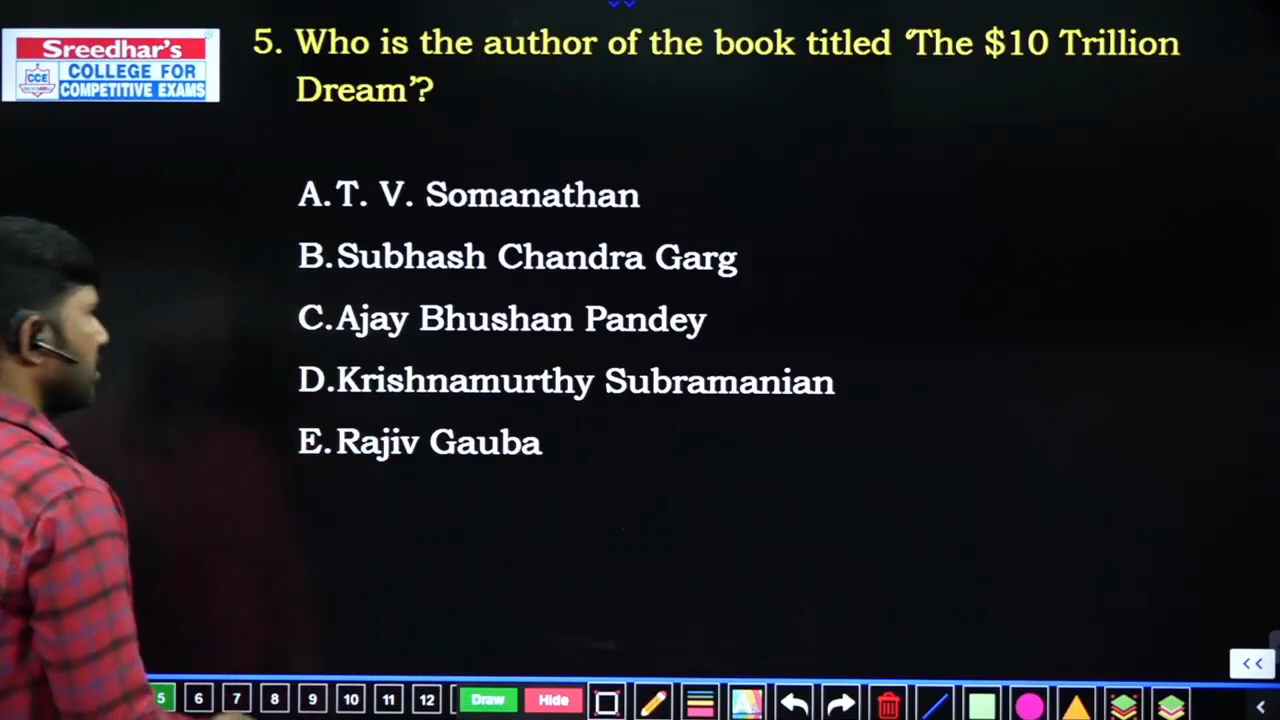 Sreedhar's
CCE
COLLEGE FOR
COMPETITIVE EXAMS
5. Who is the author of the book titled ‘The $10 Trillion
Dream’?
A.T. V. Somanathan
B.Subhash Chandra Garg
C.Ajay Bhushan Pandey
D.Krishnamurthy Subramanian
E.Rajiv Gauba
5 6 7 8 9 10 11 12 Draw Hide